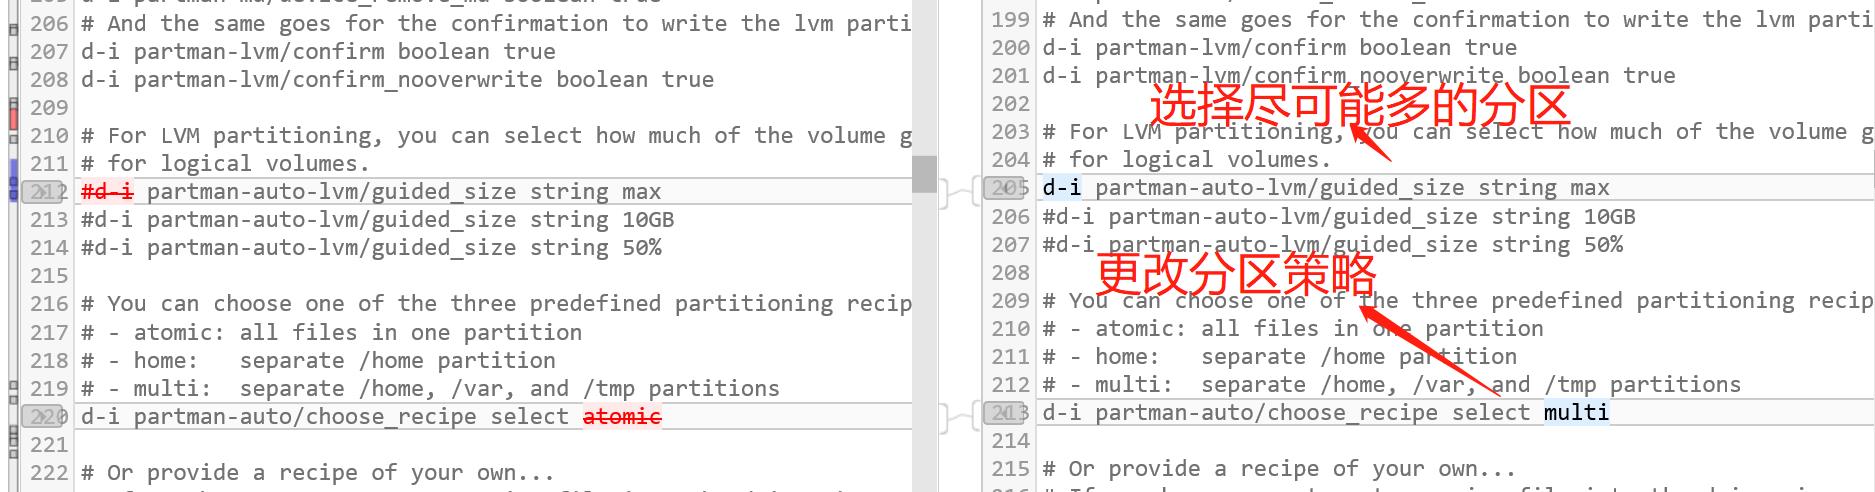 d-i partman-md/device_remove_md boolean true
206 # And the same goes for the confirmation to write the lvm parti
207 d-i partman-lvm/confirm boolean true
208 d-i partman-lvm/confirm_nooverwrite boolean true
209
210 # For LVM partitioning, you can select how much of the volume g
211 # for logical volumes.
212 #d-i partman-auto-lvm/guided_size string max
213 #d-i partman-auto-lvm/guided_size string 10GB
214 #d-i partman-auto-lvm/guided_size string 50%
215
216 # You can choose one of the three predefined partitioning recip
217 # - atomic: all files in one partition
218 # - home:   separate /home partition
219 # - multi:  separate /home, /var, and /tmp partitions
220 d-i partman-auto/choose_recipe select atomic
221
222 # Or provide a recipe of your own...
199 # And the same goes for the confirmation to write the lvm parti
200 d-i partman-lvm/confirm boolean true
201 d-i partman-lvm/confirm_nooverwrite boolean true
202
选择尽可能多的分区
203 # For LVM partitioning, you can select how much of the volume g
204 # for logical volumes.
205 d-i partman-auto-lvm/guided_size string max
206 #d-i partman-auto-lvm/guided_size string 10GB
207 #d-i partman-auto-lvm/guided_size string 50%
208
更改分区策略
209 # You can choose one of the three predefined partitioning recip
210 # - atomic: all files in one partition
211 # - home:   separate /home partition
212 # - multi:  separate /home, /var, and /tmp partitions
213 d-i partman-auto/choose_recipe select multi
214
215 # Or provide a recipe of your own...